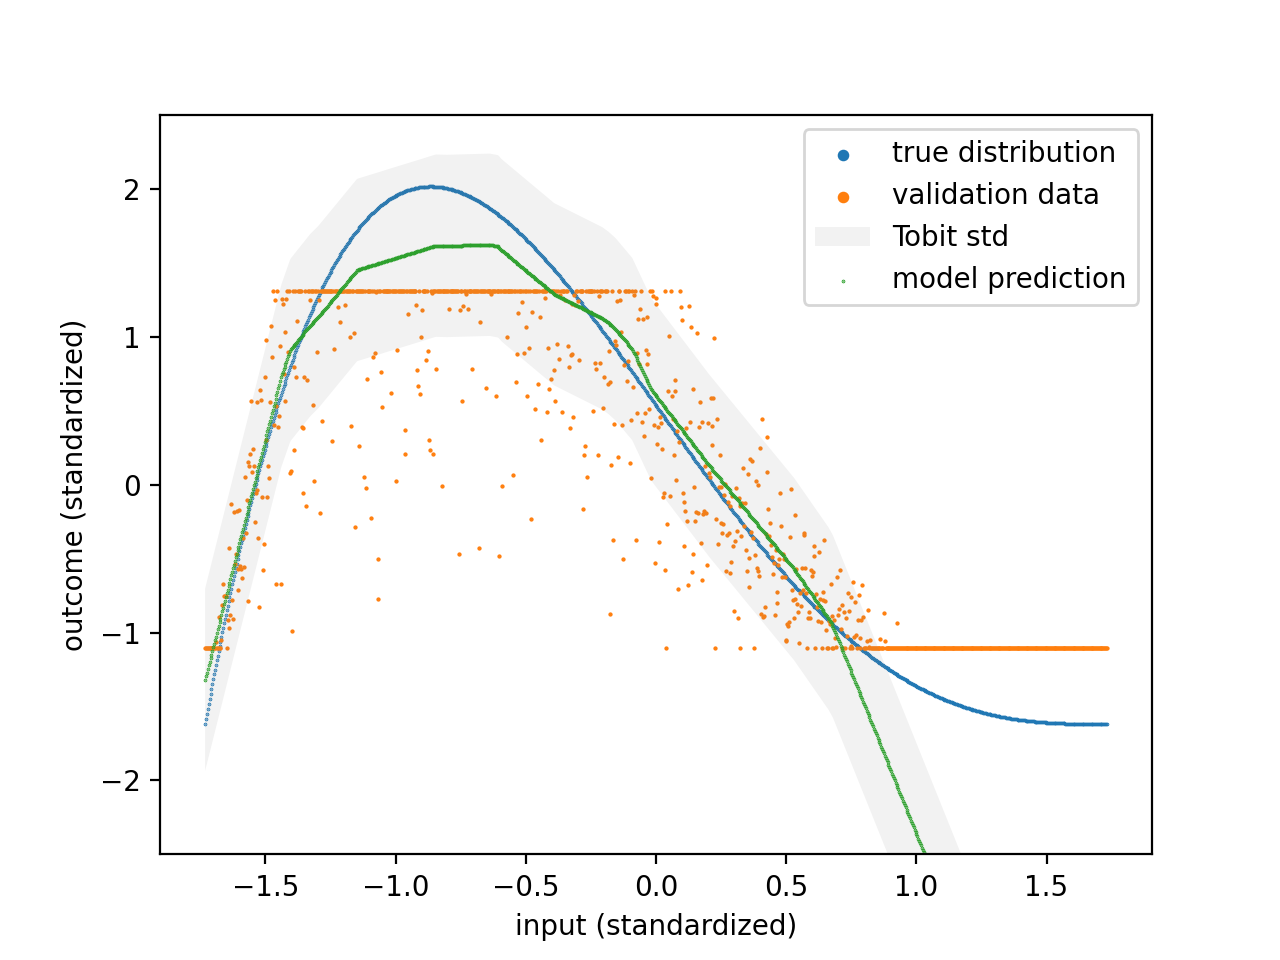 true distribution
validation data
Tobit std
model prediction
2
1
0
−1
−2
outcome (standardized)
−1.5
−1.0
−0.5
0.0
0.5
1.0
1.5
input (standardized)